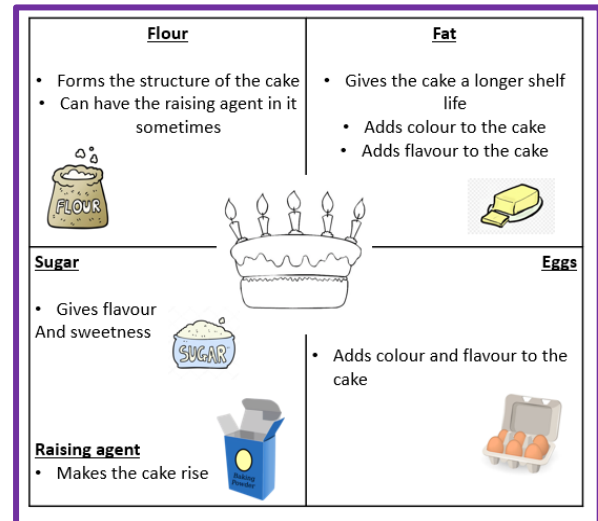 Flour
• Forms the structure of the cake
• Can have the raising agent in it
sometimes
FLOUR
Fat
• Gives the cake a longer shelf
life
• Adds colour to the cake
• Adds flavour to the cake
Sugar
• Gives flavour
And sweetness
SUGAR
Raising agent
• Makes the cake rise
Baking
Powder
Eggs
• Adds colour and flavour to the
cake